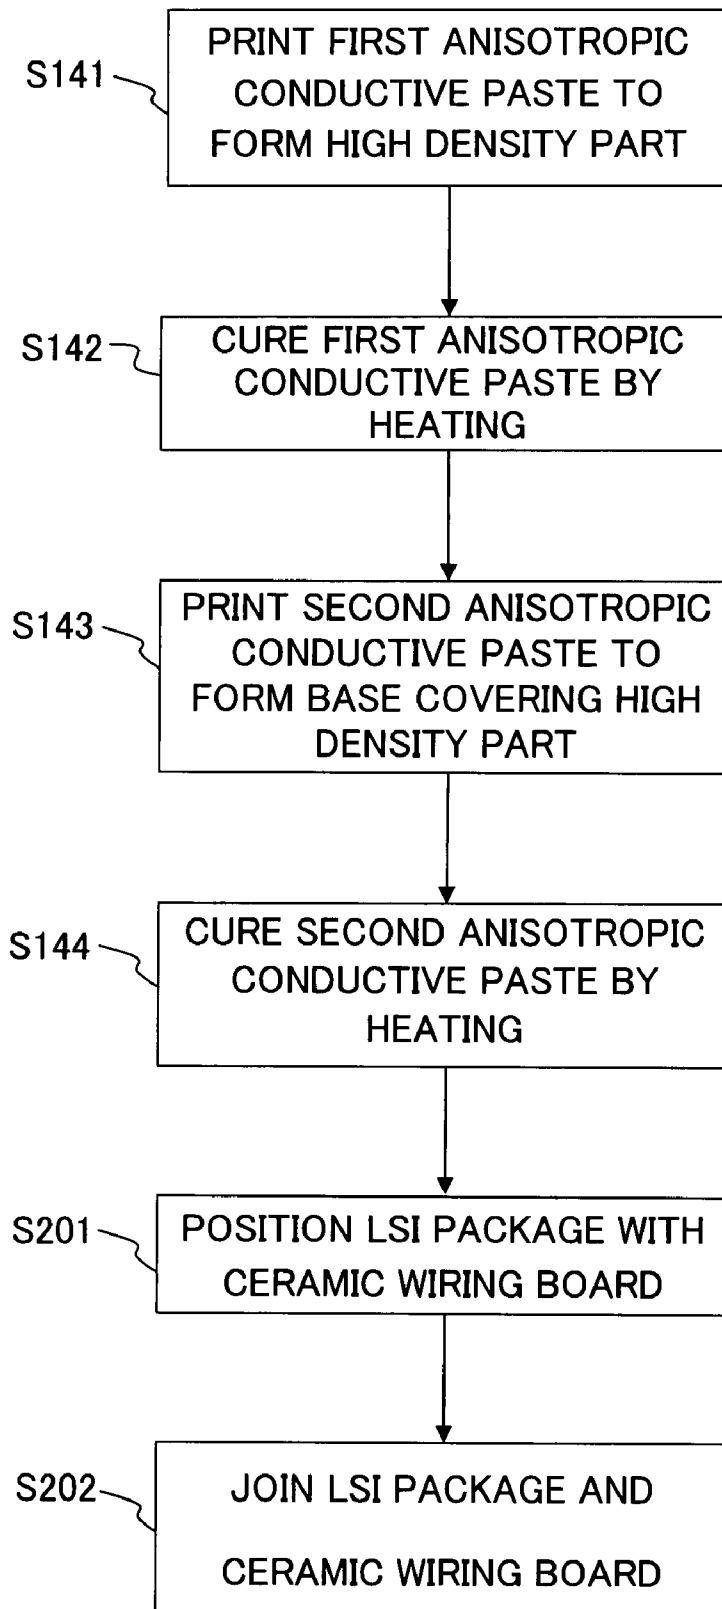 S141
PRINT FIRST ANISOTROPIC
CONDUCTIVE PASTE TO
FORM HIGH DENSITY PART
S142
CURE FIRST ANISOTROPIC
CONDUCTIVE PASTE BY
HEATING
S143
PRINT SECOND ANISOTROPIC
CONDUCTIVE PASTE TO
FORM BASE COVERING HIGH
DENSITY PART
S144
CURE SECOND ANISOTROPIC
CONDUCTIVE PASTE BY
HEATING
S201
POSITION LSI PACKAGE WITH
CERAMIC WIRING BOARD
S202
JOIN LSI PACKAGE AND
CERAMIC WIRING BOARD